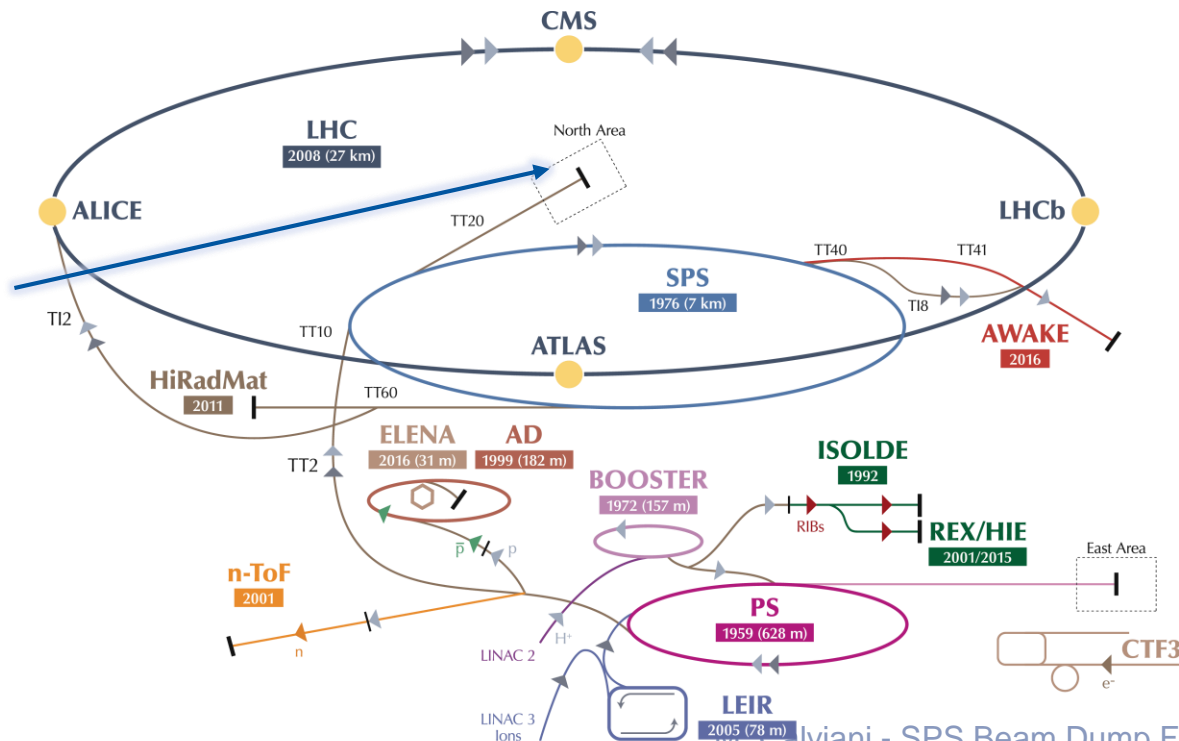 CMS
LHC
2008 (27 km)
North Area
ALICE
TT20
LHCb
TT40
TT41
SPS
1976 (7 km)
TI8
TI2
TT10
ATLAS
AWAKE
2016
HiRadMat
2011
TT60
ELENA
2016 (31 m)
AD
1999 (182 m)
TT2
BOOSTER
1972 (157 m)
ISOLDE
1992
RIBs
REX/HIE
2001/2015
East Area
p̅
p
n-ToF
2001
n
PS
1959 (628 m)
H+
LINAC 2
CTF3
e-
LEIR
2005 (78 m)
LINAC 3
Ions
- SPS Beam Dump